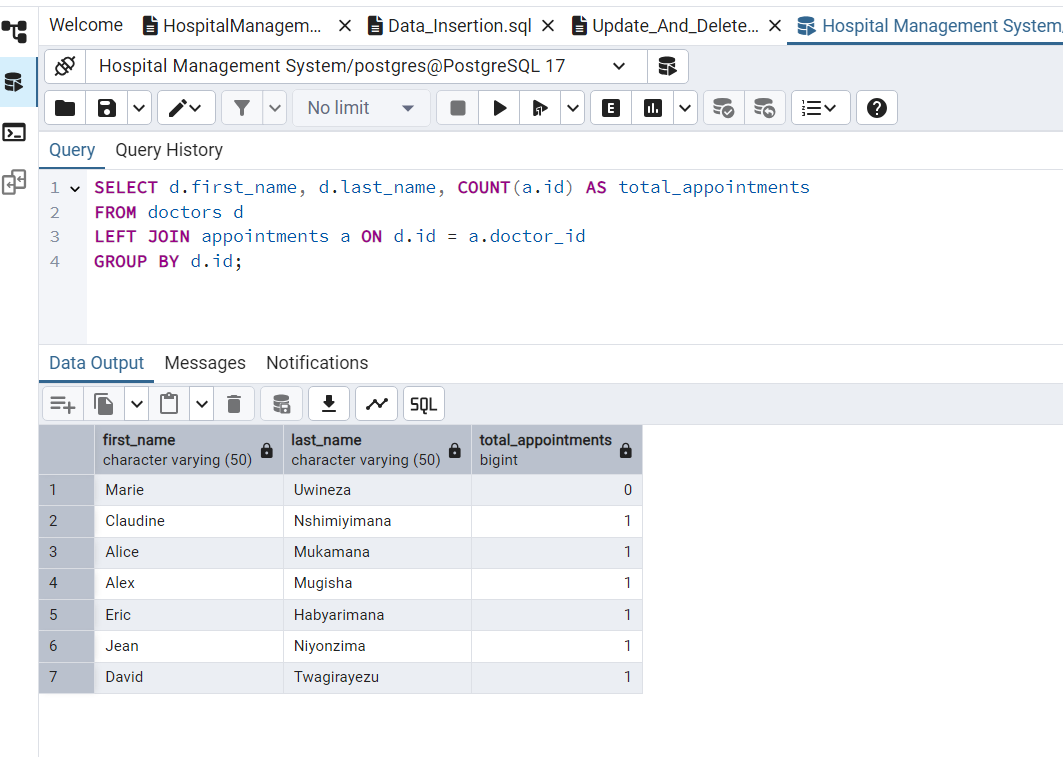 Welcome HospitalManagem... Data_Insertion.sql Update_And_Delete... Hospital Management System/
Hospital Management System/postgres@PostgreSQL 17
No limit E
Query Query History
1 SELECT d.first_name, d.last_name, COUNT(a.id) AS total_appointments
2 FROM doctors d
3 LEFT JOIN appointments a ON d.id = a.doctor_id
4 GROUP BY d.id;
Data Output Messages Notifications
SQL
first_name last_name total_appointments
character varying (50) character varying (50) bigint
1 Marie Uwineza 0
2 Claudine Nshimiyimana 1
3 Alice Mukamana 1
4 Alex Mugisha 1
5 Eric Habyarimana 1
6 Jean Niyonzima 1
7 David Twagirayezu 1